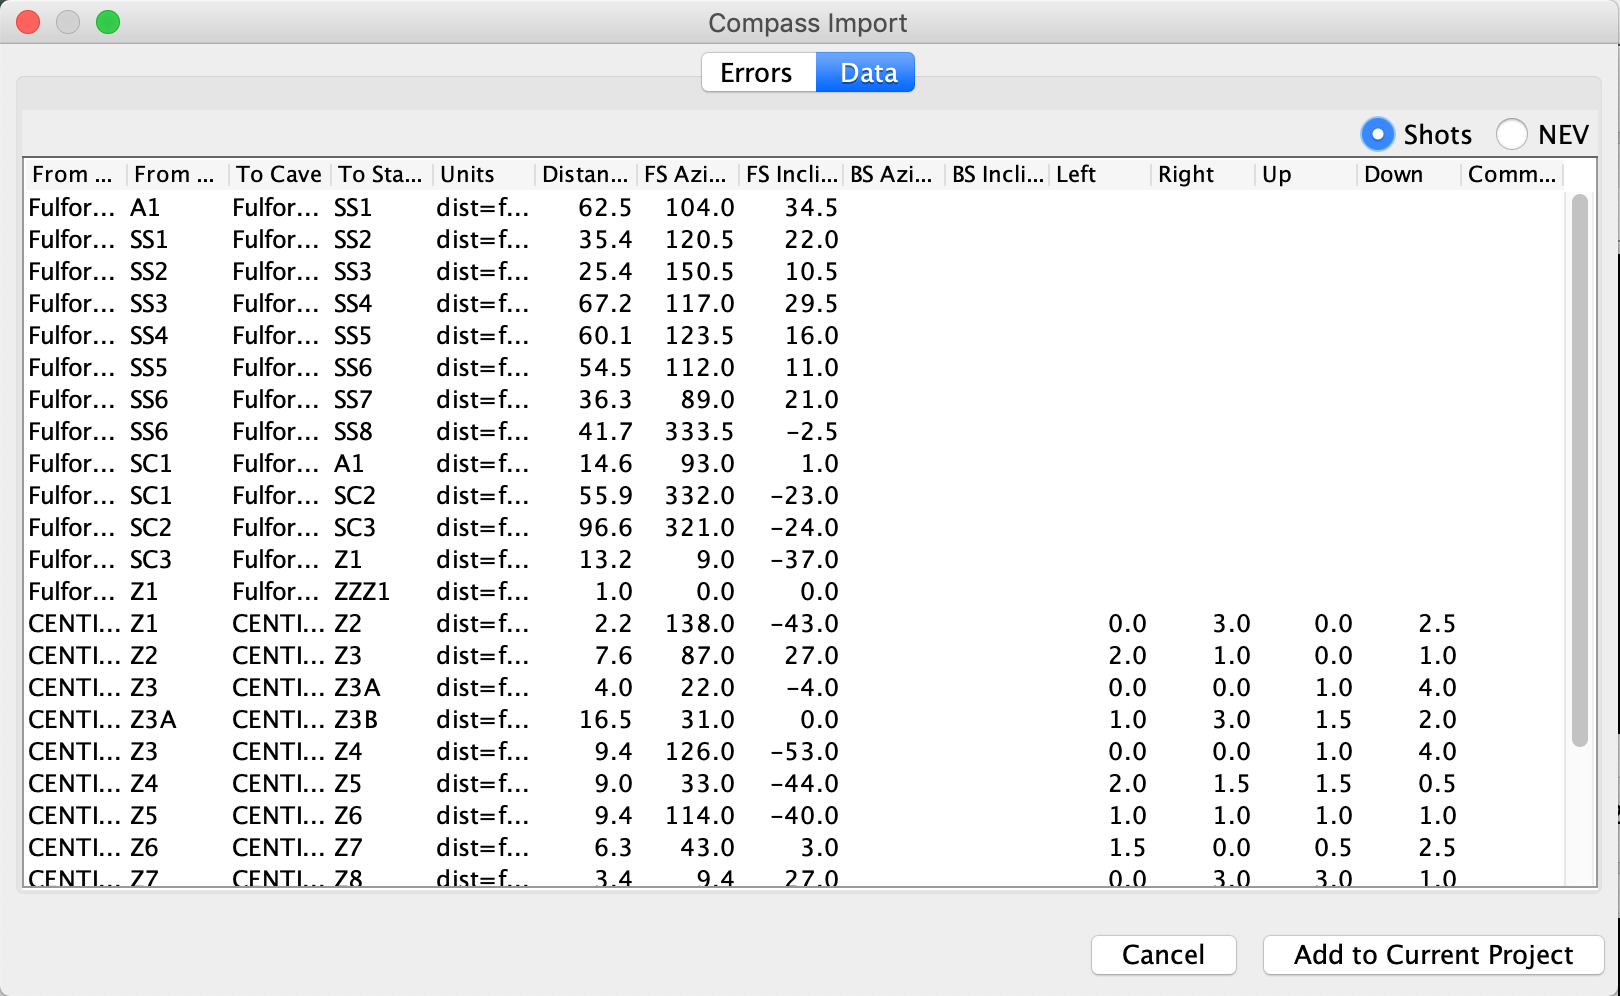 Compass Import
Errors Data
Shots NEV
From ... From ... To Cave To Sta... Units Distan... FS Azi... FS Incli... BS Azi... BS Incli... Left Right Up Down Comm...
Fulfor... A1 Fulfor... SS1 dist=f... 62.5 104.0 34.5
Fulfor... SS1 Fulfor... SS2 dist=f... 35.4 120.5 22.0
Fulfor... SS2 Fulfor... SS3 dist=f... 25.4 150.5 10.5
Fulfor... SS3 Fulfor... SS4 dist=f... 67.2 117.0 29.5
Fulfor... SS4 Fulfor... SS5 dist=f... 60.1 123.5 16.0
Fulfor... SS5 Fulfor... SS6 dist=f... 54.5 112.0 11.0
Fulfor... SS6 Fulfor... SS7 dist=f... 36.3 89.0 21.0
Fulfor... SS6 Fulfor... SS8 dist=f... 41.7 333.5 -2.5
Fulfor... SC1 Fulfor... A1 dist=f... 14.6 93.0 1.0
Fulfor... SC1 Fulfor... SC2 dist=f... 55.9 332.0 -23.0
Fulfor... SC2 Fulfor... SC3 dist=f... 96.6 321.0 -24.0
Fulfor... SC3 Fulfor... Z1 dist=f... 13.2 9.0 -37.0
Fulfor... Z1 Fulfor... ZZZ1 dist=f... 1.0 0.0 0.0
CENTI... Z1 CENTI... Z2 dist=f... 2.2 138.0 -43.0 0.0 3.0 0.0 2.5
CENTI... Z2 CENTI... Z3 dist=f... 7.6 87.0 27.0 2.0 1.0 0.0 1.0
CENTI... Z3 CENTI... Z3A dist=f... 4.0 22.0 -4.0 0.0 0.0 1.0 4.0
CENTI... Z3A CENTI... Z3B dist=f... 16.5 31.0 0.0 1.0 3.0 1.5 2.0
CENTI... Z3 CENTI... Z4 dist=f... 9.4 126.0 -53.0 0.0 0.0 1.0 4.0
CENTI... Z4 CENTI... Z5 dist=f... 9.0 33.0 -44.0 2.0 1.5 1.5 0.5
CENTI... Z5 CENTI... Z6 dist=f... 9.4 114.0 -40.0 1.0 1.0 1.0 1.0
CENTI... Z6 CENTI... Z7 dist=f... 6.3 43.0 3.0 1.5 0.0 0.5 2.5
CENTI... Z7 CENTI... Z8 dist=f... 3.4 9.4 27.0 0.0 3.0 3.0 1.0
Cancel Add to Current Project